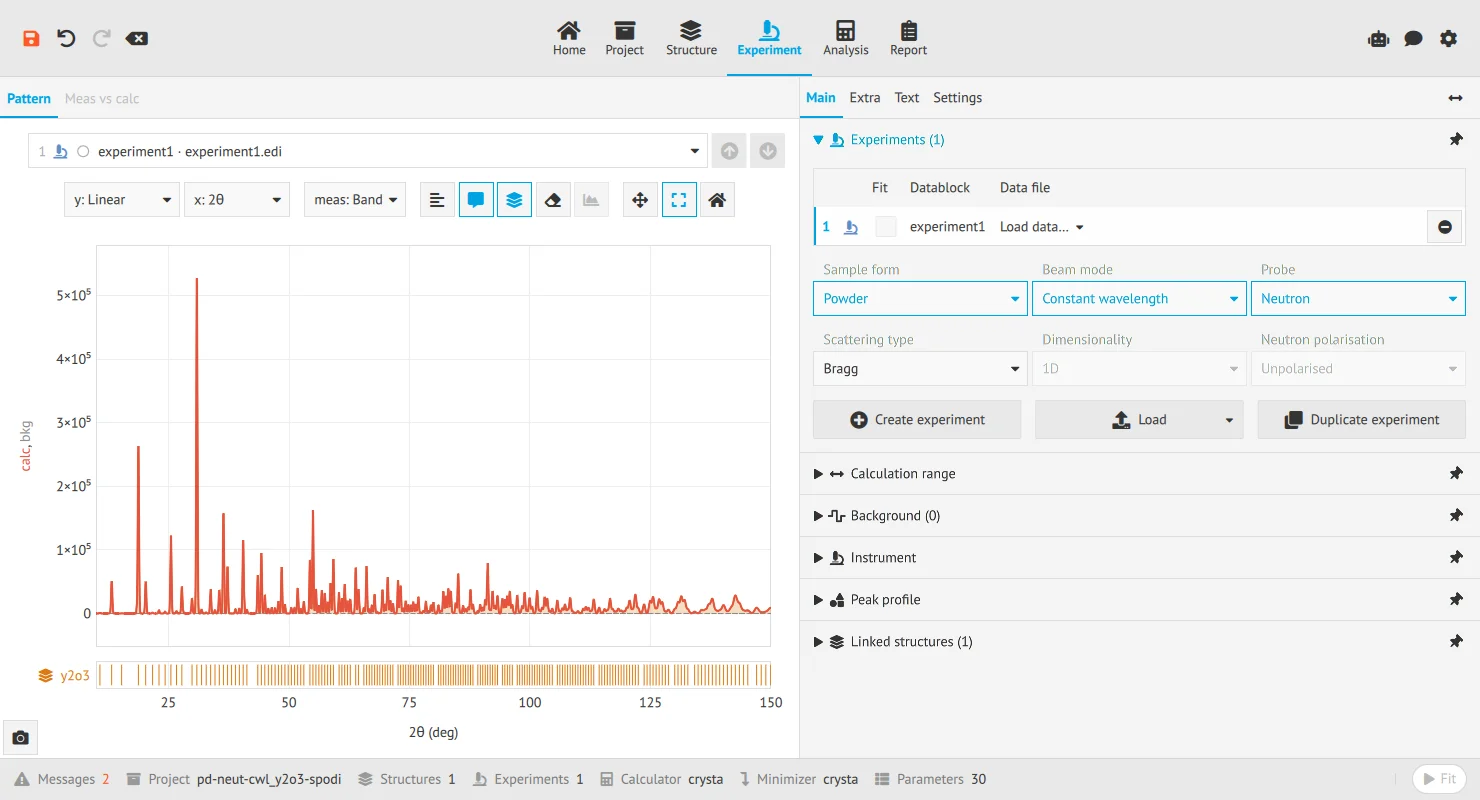 Home
Project
Structure
Experiment
Analysis
Report
Pattern
Meas vs calc
Main
Extra
Text
Settings
1
experiment1 · experiment1.edi
y: Linear
x: 2θ
meas: Band
5×10⁵
4×10⁵
3×10⁵
2×10⁵
1×10⁵
0
calc, bkg
y2o3
25
50
75
100
125
150
2θ (deg)
Experiments (1)
Fit Datablock Data file
1 experiment1 Load data...
Sample form Beam mode Probe
Powder Constant wavelength Neutron
Scattering type Dimensionality Neutron polarisation
Bragg 1D Unpolarised
Create experiment Load Duplicate experiment
Calculation range
Background (0)
Instrument
Peak profile
Linked structures (1)
Messages 2 Project pd-neut-cwl_y2o3-spodi Structures 1 Experiments 1 Calculator crysta Minimizer crysta Parameters 30 Fit